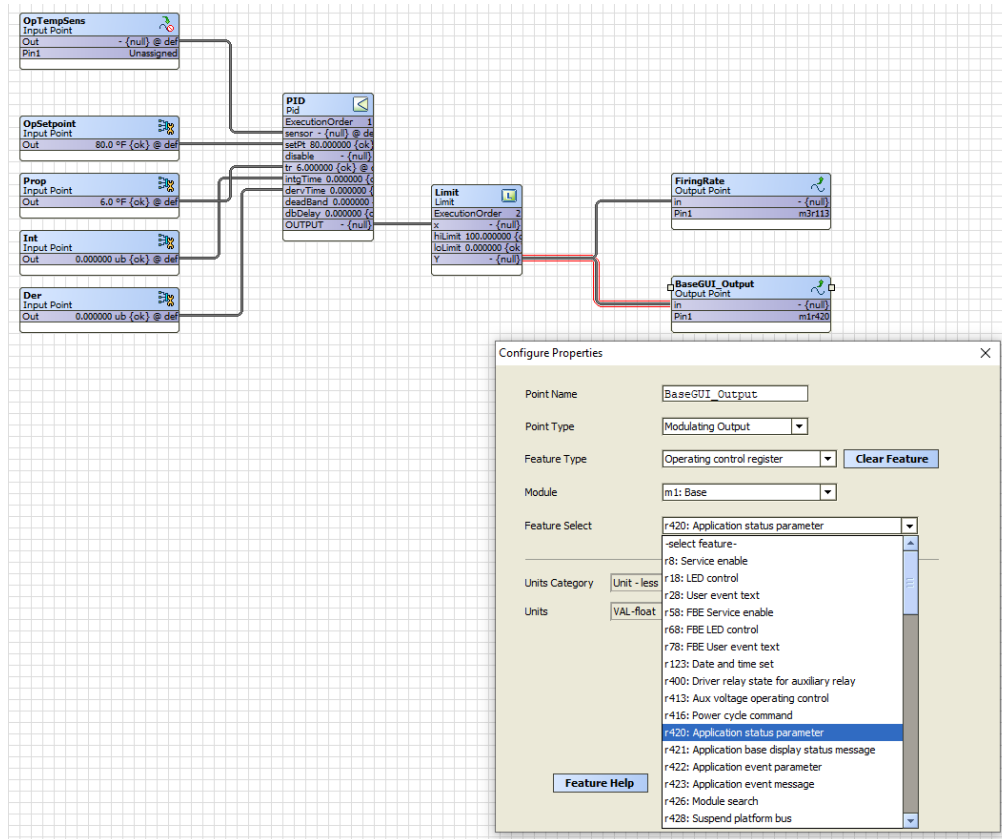 OpTempSens
Input Point
Out - {null} @ def
Pin1 Unassigned
OpSetpoint
Input Point
Out 80.0 °F {ok} @ def
Prop
Input Point
Out 6.0 °F {ok} @ def
Int
Input Point
Out 0.000000 ub {ok} @ def
Der
Input Point
Out 0.000000 ub {ok} @ def
PID
Pid
ExecutionOrder 1
sensor - {null} @ de
setPt 80.000000 {ok}
disable - {null}
tr 6.000000 {ok} @
intgTime 0.000000 {o
dervTime 0.000000 {
deadBand 0.000000
dbDelay 0.000000 {o
OUTPUT - {null}
Limit
Limit
ExecutionOrder 2
x - {null}
hiLimit 100.000000 {o
loLimit 0.000000 {ok
Y - {null}
FiringRate
Output Point
in - {null}
Pin1 m3r113
BaseGUI_Output
Output Point
in - {null}
Pin1 m1r420
Configure Properties
Point Name BaseGUI_Output
Point Type Modulating Output
Feature Type Operating control register Clear Feature
Module m1: Base
Feature Select r420: Application status parameter
-select feature-
r8: Service enable
Units Category Unit - less r18: LED control
r28: User event text
Units VAL-float r58: FBE Service enable
r68: FBE LED control
r78: FBE User event text
r123: Date and time set
r400: Driver relay state for auxiliary relay
r413: Aux voltage operating control
r416: Power cycle command
r420: Application status parameter
r421: Application base display status message
r422: Application event parameter
Feature Help r423: Application event message
r426: Module search
r428: Suspend platform bus